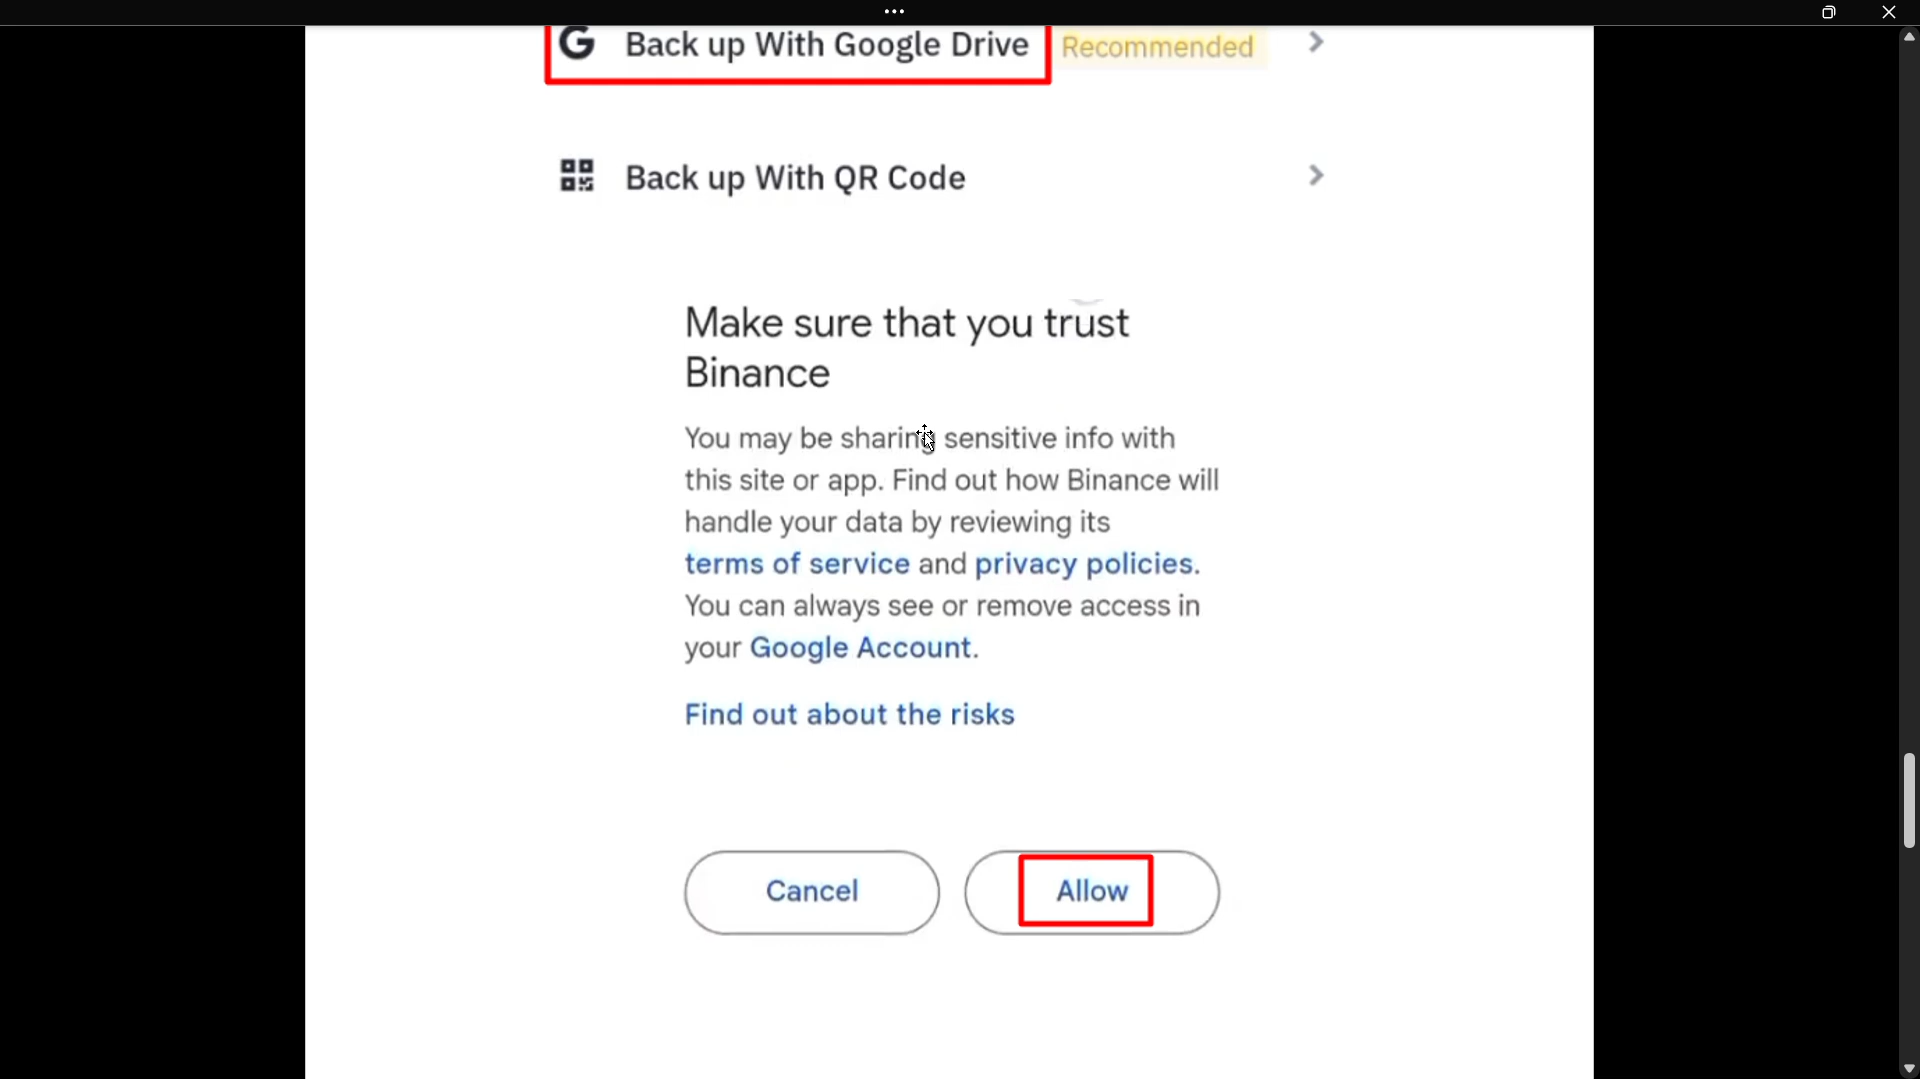 Back up With Google Drive Recommended
Back up With QR Code
Make sure that you trust
Binance
You may be sharing sensitive info with
this site or app. Find out how Binance will
handle your data by reviewing its
terms of service and privacy policies.
You can always see or remove access in
your Google Account.
Find out about the risks
Cancel Allow